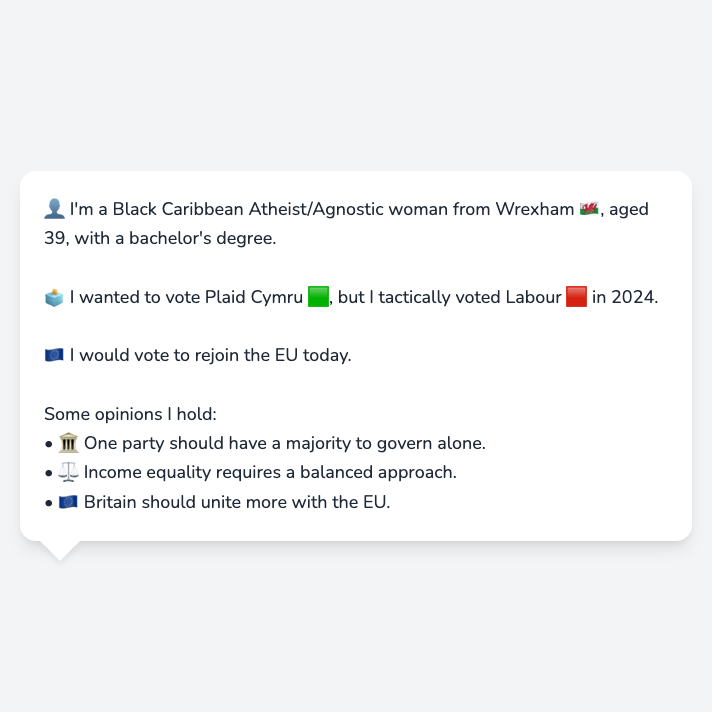 👤 I'm a Black Caribbean Atheist/Agnostic woman from Wrexham 🏴󠁧󠁢󠁷󠁬󠁳󠁿, aged
39, with a bachelor's degree.
🗳️ I wanted to vote Plaid Cymru 🟩, but I tactically voted Labour 🟥 in 2024.
🇪🇺 I would vote to rejoin the EU today.
Some opinions I hold:
• 🏛️ One party should have a majority to govern alone.
• ⚖️ Income equality requires a balanced approach.
• 🇪🇺 Britain should unite more with the EU.